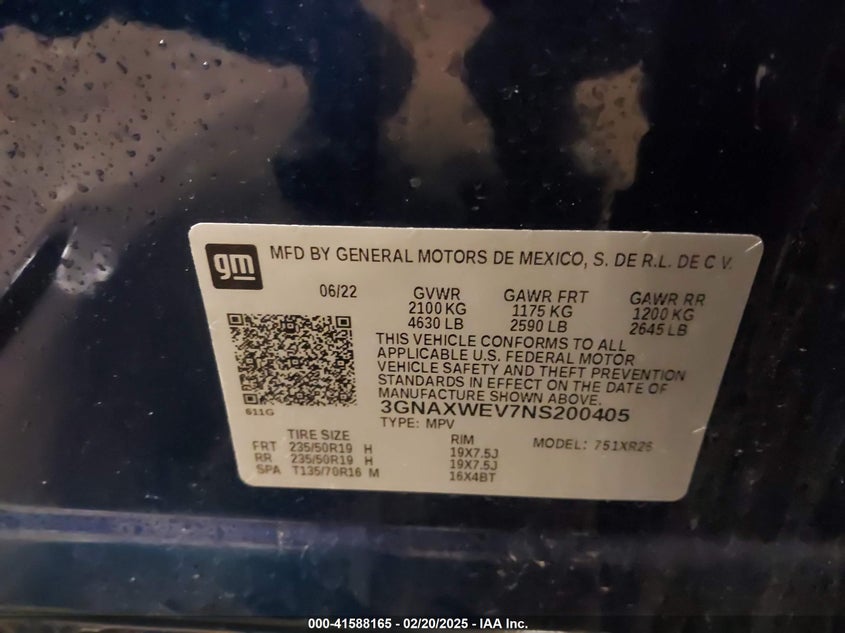 gm
MFD BY GENERAL MOTORS DE MEXICO, S. DE R.L. DE C V.
06/22
GVWR GAWR FRT GAWR RR
2100 KG 1175 KG 1200 KG
4630 LB 2590 LB 2645 LB
THIS VEHICLE CONFORMS TO ALL
APPLICABLE U.S. FEDERAL MOTOR
VEHICLE SAFETY AND THEFT PREVENTION
STANDARDS IN EFFECT ON THE DATE OF
MANUFACTURE SHOWN ABOVE.
3GNAXWEV7NS200405
611G
TYPE: MPV
TIRE SIZE RIM MODEL: 751XR26
FRT 235/50R19 H 19X7.5J
RR 235/50R19 H 19X7.5J
SPA T135/70R16 M 16X4BT
000-41588165 - 02/20/2025 - IAA Inc.